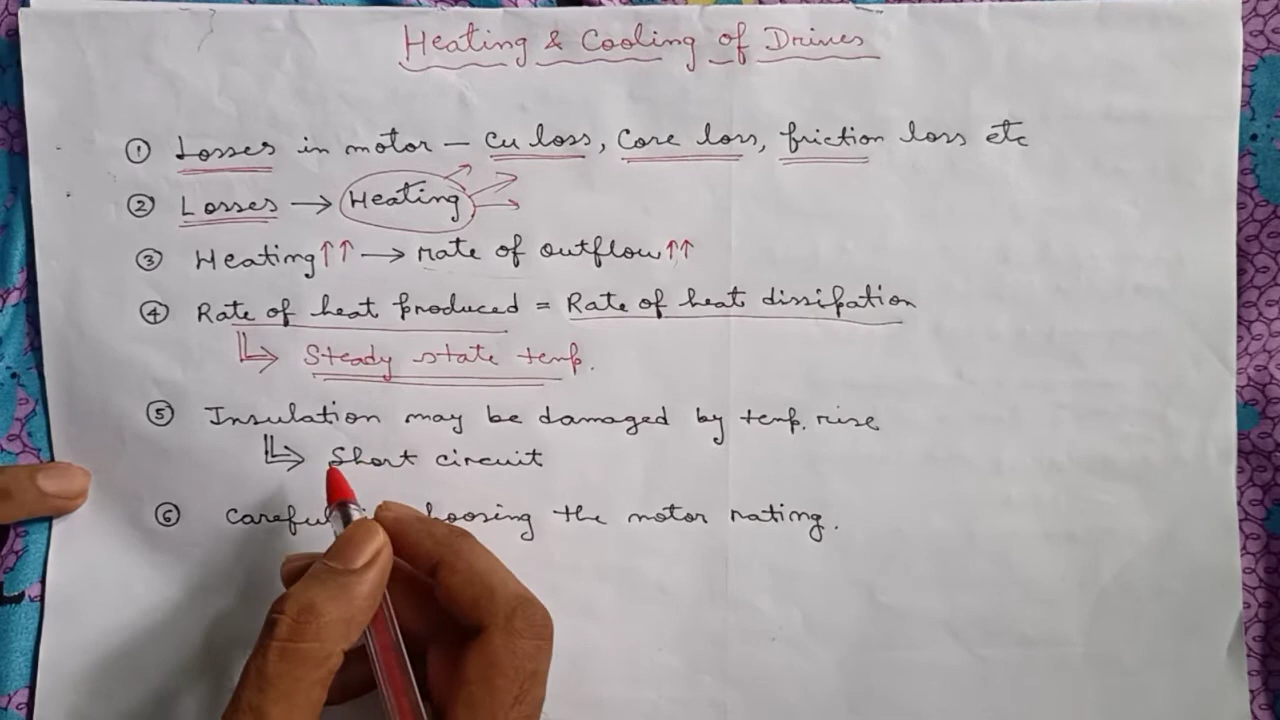 Heating & Cooling of Drives
① Losses in motor – Cu loss, Core loss, friction loss etc
② Losses → Heating
③ Heating ↑↑ → rate of outflow ↑↑
④ Rate of heat produced = Rate of heat dissipation
↳ Steady state temp.
⑤ Insulation may be damaged by temp. rise
↳ Short circuit
⑥ Careful choosing the motor rating.